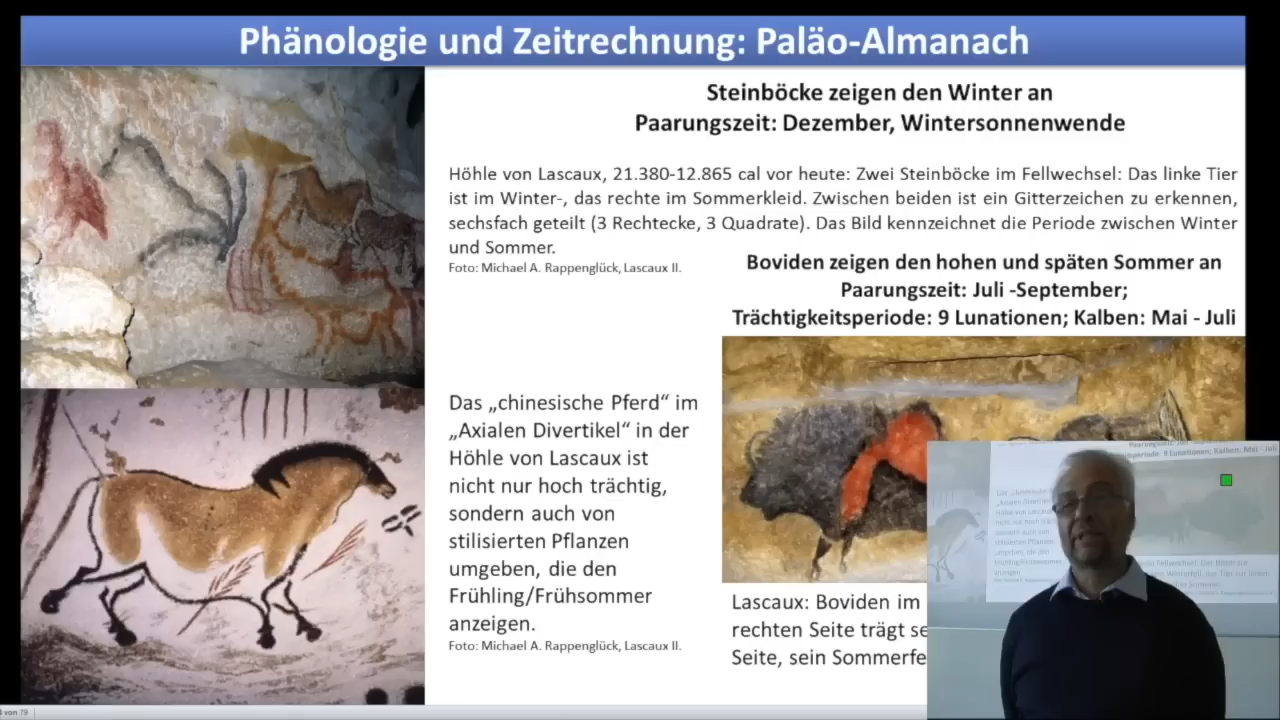 Phänologie und Zeitrechnung: Paläo-Almanach
Steinböcke zeigen den Winter an
Paarungszeit: Dezember, Wintersonnenwende
Höhle von Lascaux, 21.380-12.865 cal vor heute: Zwei Steinböcke im Fellwechsel: Das linke Tier
ist im Winter-, das rechte im Sommerkleid. Zwischen beiden ist ein Gitterzeichen zu erkennen,
sechsfach geteilt (3 Rechtecke, 3 Quadrate). Das Bild kennzeichnet die Periode zwischen Winter
und Sommer.
Foto: Michael A. Rappenglück, Lascaux II.
Boviden zeigen den hohen und späten Sommer an
Paarungszeit: Juli -September;
Trächtigkeitsperiode: 9 Lunationen; Kalben: Mai - Juli
Das „chinesische Pferd“ im
„Axialen Divertikel“ in der
Höhle von Lascaux ist
nicht nur hoch trächtig,
sondern auch von
stilisierten Pflanzen
umgeben, die den
Frühling/Frühsommer
anzeigen.
Foto: Michael A. Rappenglück, Lascaux II.
Lascaux: Boviden im
rechten Seite trägt se
Seite, sein Sommerfe
von 79